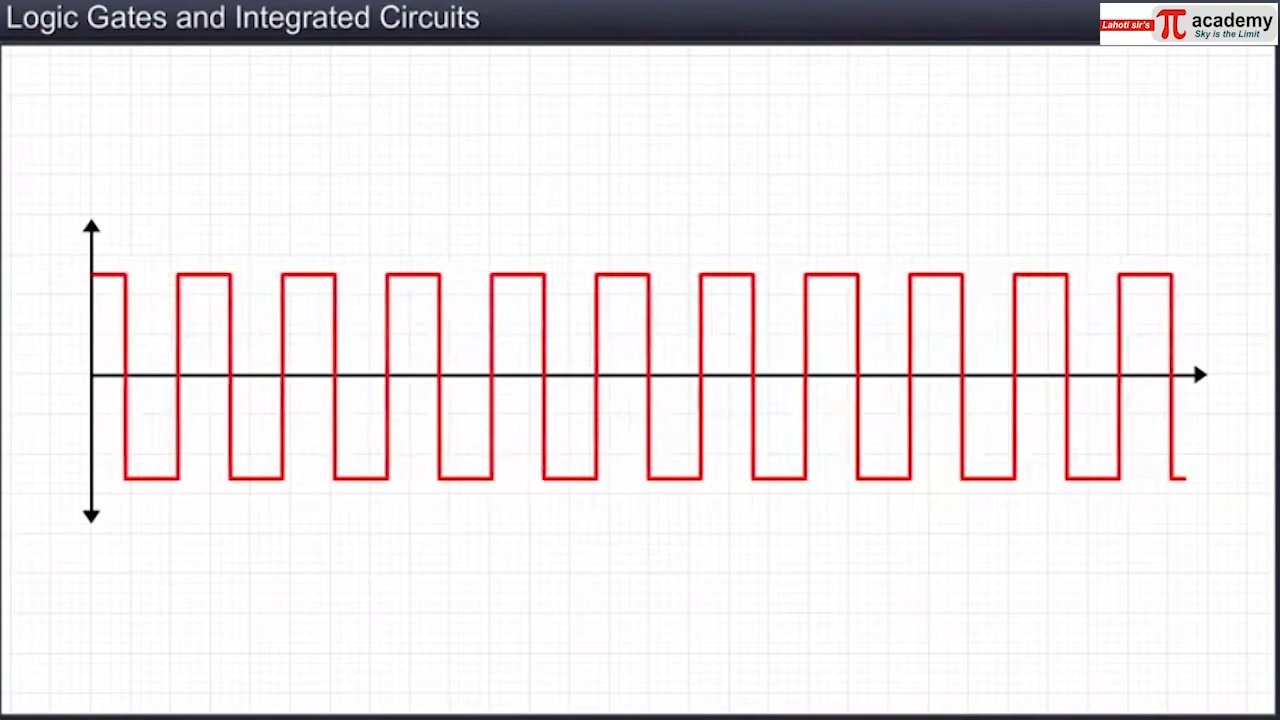 Logic Gates and Integrated Circuits
Lahoti sir's
π academy
Sky is the Limit